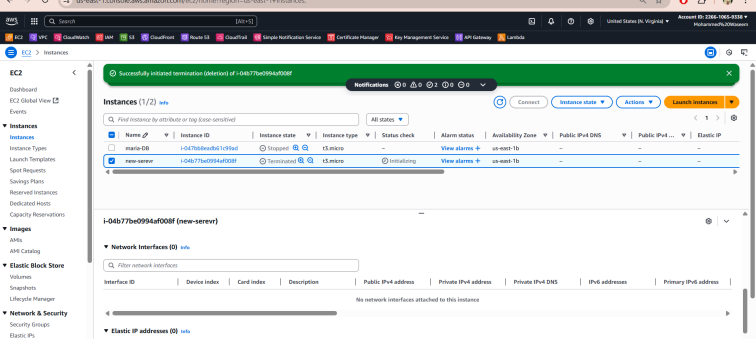 us-east-1.console.aws.amazon.com/ec2/home?region=us-east-1#Instances:
aws Search [Alt+S] United States (N. Virginia) Account ID: 2266-1065-9338
Mohammed%Waseem
EC2 VPC CloudWatch IAM S3 CloudFront Route 53 CloudTrail Simple Notification Service Certificate Manager Key Management Service API Gateway Lambda
EC2 > Instances
EC2
Dashboard
EC2 Global View
Events
Instances
Instances
Instance Types
Launch Templates
Spot Requests
Savings Plans
Reserved Instances
Dedicated Hosts
Capacity Reservations
Images
AMIs
AMI Catalog
Elastic Block Store
Volumes
Snapshots
Lifecycle Manager
Network & Security
Security Groups
Elastic IPs
Successfully initiated termination (deletion) of i-04b77be0994af008f
Notifications 0 0 2 0 0
Instances (1/2) Info
Connect Instance state Actions Launch instances
Find Instance by attribute or tag (case-sensitive) All states 1
Name Instance ID Instance state Instance type Status check Alarm status Availability Zone Public IPv4 DNS Public IPv4 ... Elastic IP
maria-DB i-047bb8eedb61c99ad Stopped t3.micro – View alarms + us-east-1b – – –
new-serevr i-04b77be0994af008f Terminated t3.micro Initializing View alarms + us-east-1b – – –
i-04b77be0994af008f (new-serevr)
Network Interfaces (0) Info
Filter network interfaces
Interface ID Device index Card index Description Public IPv4 address Private IPv4 address Private IPv4 DNS IPv6 addresses Primary IPv6 address
No network interfaces attached to this instance
Elastic IP addresses (0) Info